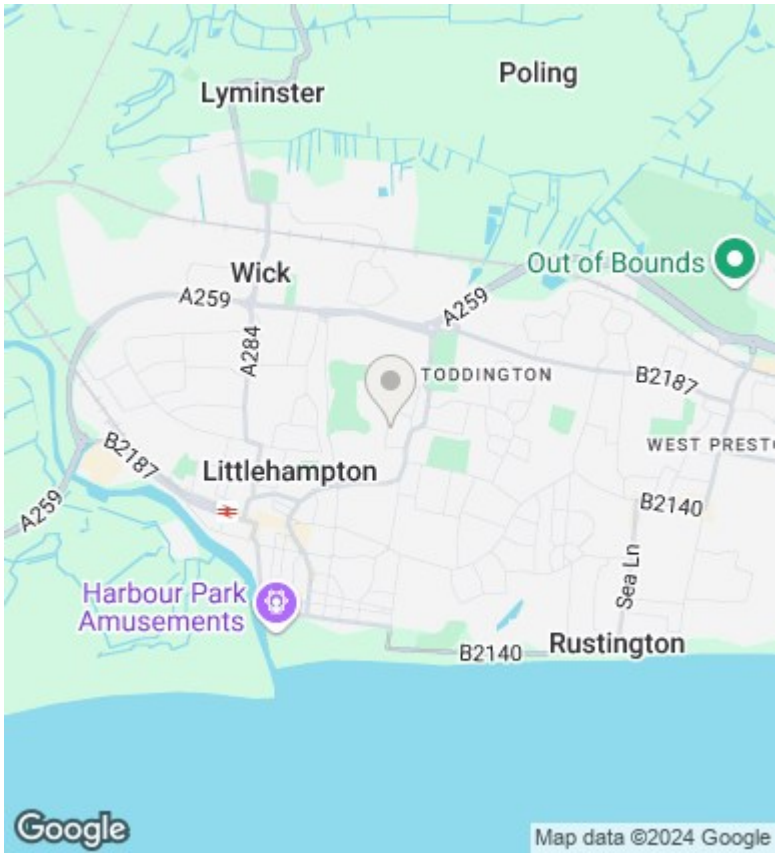 Poling
Lyminster
Out of Bounds
Wick
A259
A259
A284
TODDINGTON
B2187
WEST PREST
B2187
Littlehampton
A259
B2140
Sea Ln
Harbour Park
Amusements
B2140
Rustington
Google
Map data ©2024 Google